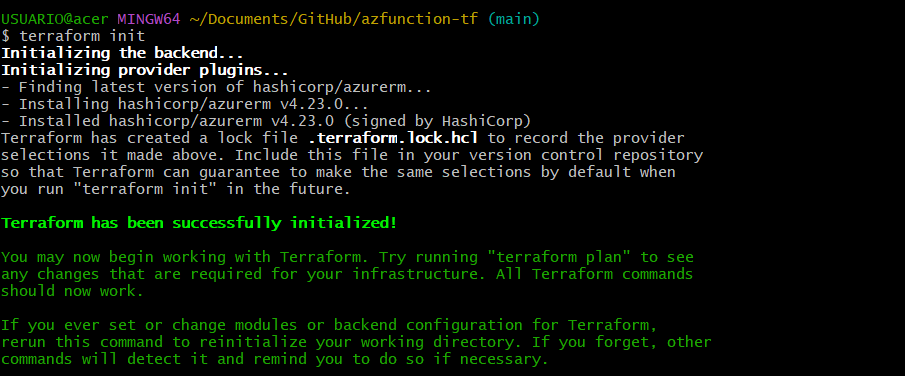 USUARIO@acer MINGW64 ~/Documents/GitHub/azfunction-tf (main)
$ terraform init
Initializing the backend...
Initializing provider plugins...
- Finding latest version of hashicorp/azurerm...
- Installing hashicorp/azurerm v4.23.0...
- Installed hashicorp/azurerm v4.23.0 (signed by HashiCorp)
Terraform has created a lock file .terraform.lock.hcl to record the provider
selections it made above. Include this file in your version control repository
so that Terraform can guarantee to make the same selections by default when
you run "terraform init" in the future.
Terraform has been successfully initialized!
You may now begin working with Terraform. Try running "terraform plan" to see
any changes that are required for your infrastructure. All Terraform commands
should now work.
If you ever set or change modules or backend configuration for Terraform,
rerun this command to reinitialize your working directory. If you forget, other
commands will detect it and remind you to do so if necessary.